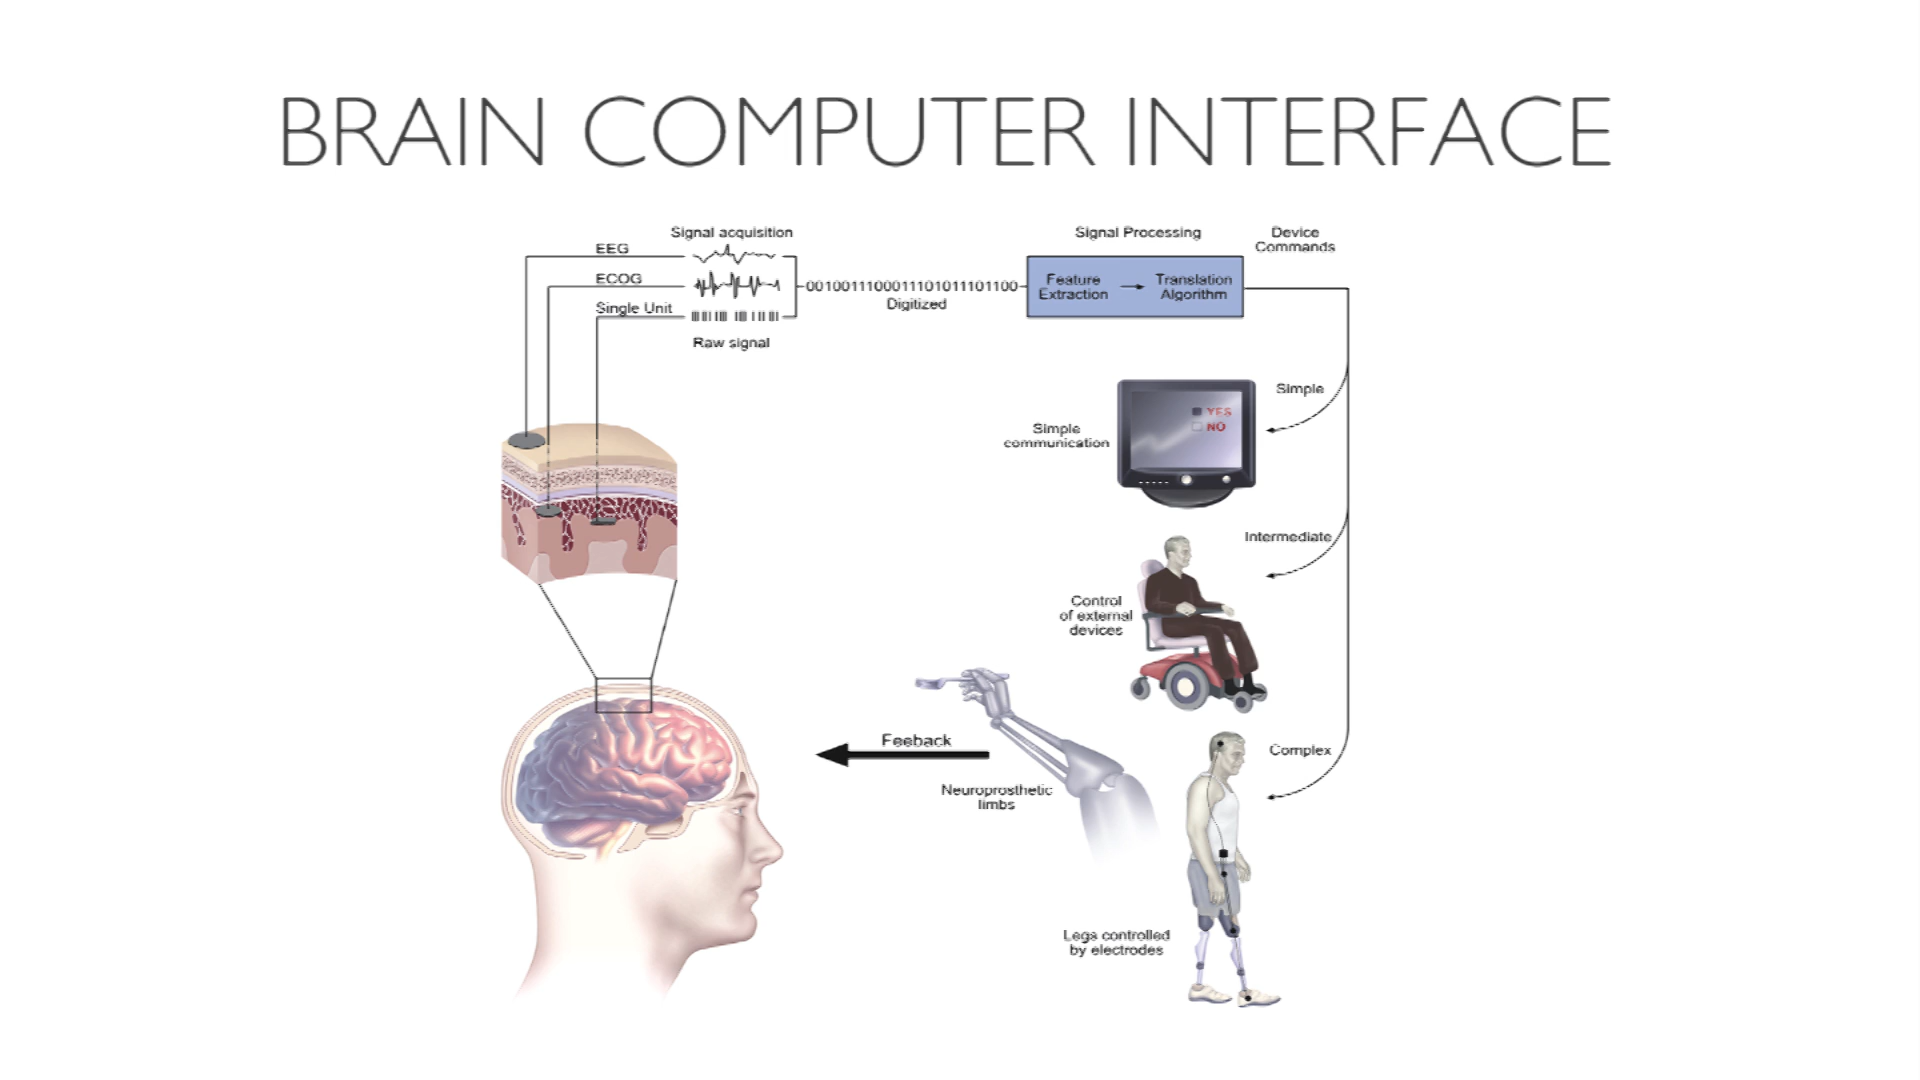 BRAIN COMPUTER INTERFACE
Signal acquisition
EEG
ECOG
Single Unit
Raw signal
001001110001110101110110​0
Digitized
Signal Processing
Feature
Extraction
Translation
Algorithm
Device
Commands
Simple
YES
NO
Simple
communication
Intermediate
Control
of external
devices
Complex
Feeback
Neuroprosthetic
limbs
Legs controlled
by electrodes